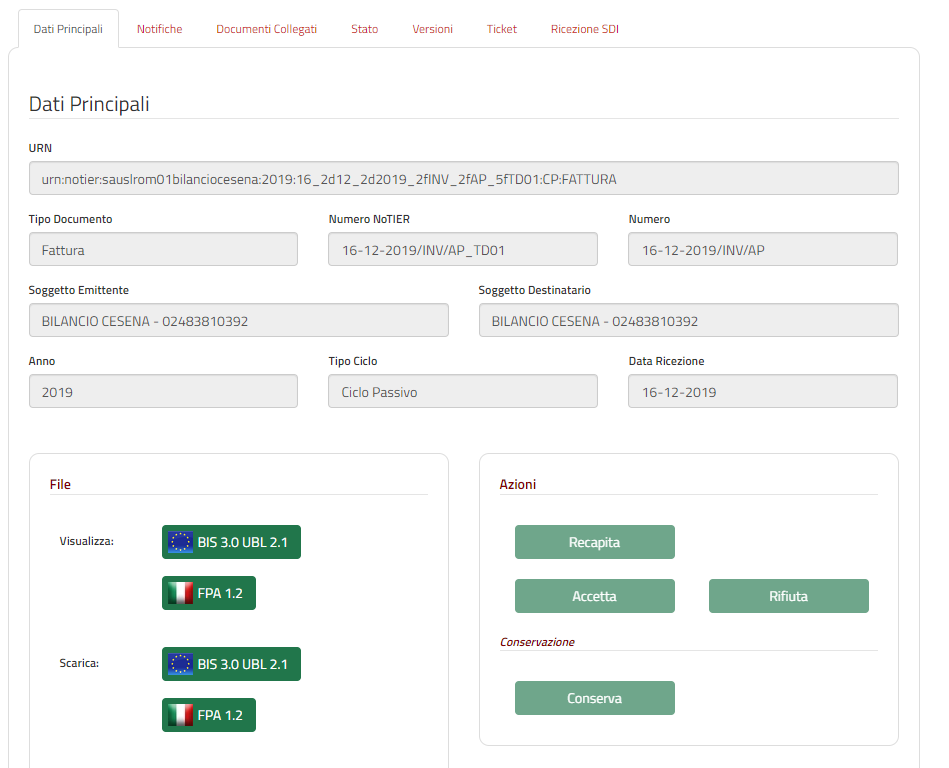 Dati Principali Notifiche Documenti Collegati Stato Versioni Ticket Ricezione SDI
Dati Principali
URN
urn:notier:sauslrom01bilanciocesena:2019:16_2d12_2d2019_2fINV_2fAP_5fTD01:CP:FATTURA
Tipo Documento Numero NoTIER Numero
Fattura 16-12-2019/INV/AP_TD01 16-12-2019/INV/AP
Soggetto Emittente Soggetto Destinatario
BILANCIO CESENA - 02483810392 BILANCIO CESENA - 02483810392
Anno Tipo Ciclo Data Ricezione
2019 Ciclo Passivo 16-12-2019
File
Visualizza: BIS 3.0 UBL 2.1
FPA 1.2
Scarica: BIS 3.0 UBL 2.1
FPA 1.2
Azioni
Recapita
Accetta Rifiuta
Conservazione
Conserva